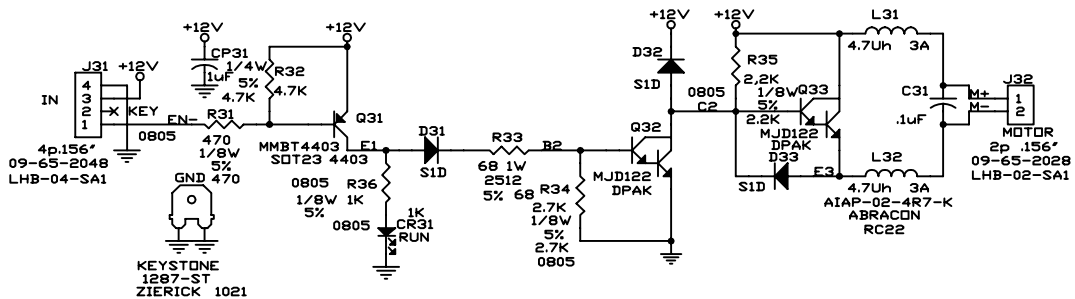 J31
+12V
4
3
2
1
IN
KEY
EN-
0805
4p.156"
09-65-2048
LHB-04-SA1
+12V
CP31
.1uF
1/4W
5%
4.7K
R32
4.7K
R31
470
1/8W
5%
470
+12V
Q31
MMBT4403
SOT23 4403
E1
D31
S1D
R36
1K
0805
1/8W
5%
0805
1K
CR31
RUN
GND
KEYSTONE
1287-ST
ZIERICK 1021
R33
68 1W
2512
5% 68
B2
R34
2.7K
1/8W
5%
2.7K
0805
Q32
MJD122
DPAK
+12V
D32
S1D
0805
C2
+12V
R35
2.2K
1/8W
5%
2.2K
Q33
MJD122
DPAK
D33
S1D
E3
L31
4.7Uh 3A
C31
.1uF
L32
4.7Uh 3A
AIAP-02-4R7-K
ABRACON
RC22
M+
M-
J32
1
2
MOTOR
2p .156"
09-65-2028
LHB-02-SA1